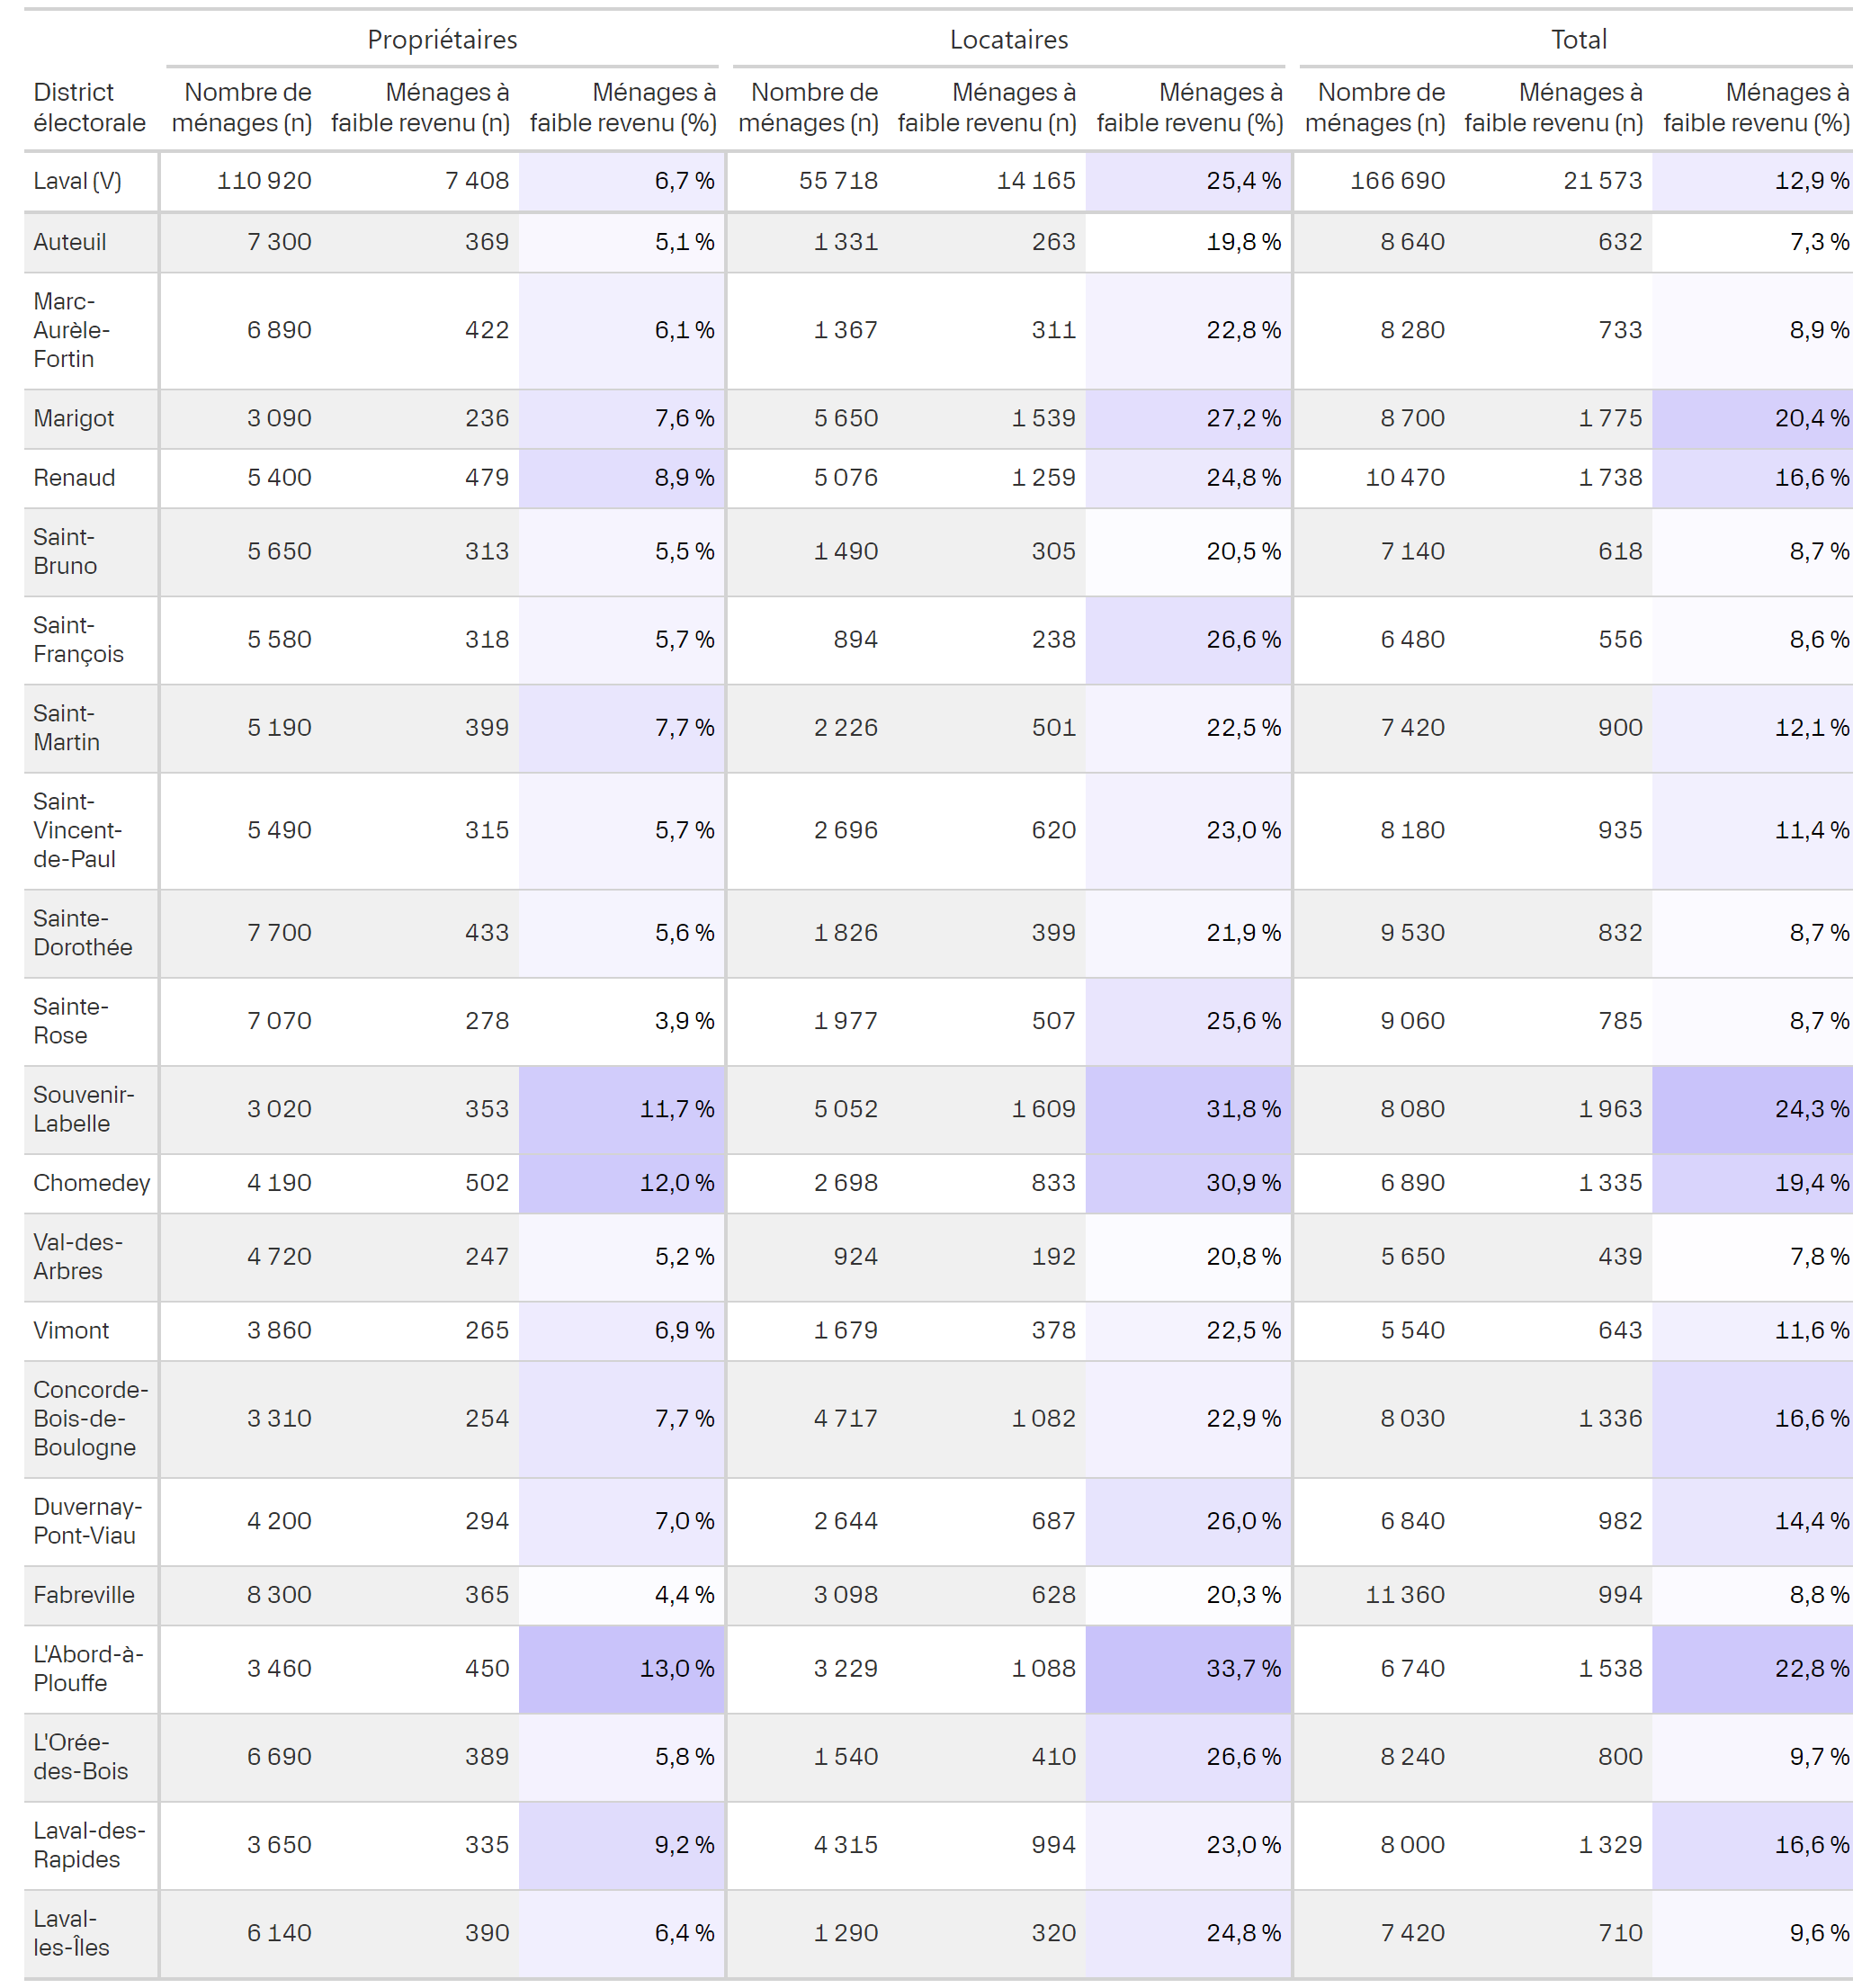 Propriétaires Locataires Total
District Nombre de Ménages à Ménages à Nombre de Ménages à Ménages à Nombre de Ménages à Ménages à
électorale ménages (n) faible revenu (n) faible revenu (%) ménages (n) faible revenu (n) faible revenu (%) ménages (n) faible revenu (n) faible revenu (%)
Laval (V) 110 920 7 408 6,7 % 55 718 14 165 25,4 % 166 690 21 573 12,9 %
Auteuil 7 300 369 5,1 % 1 331 263 19,8 % 8 640 632 7,3 %
Marc-
Aurèle- 6 890 422 6,1 % 1 367 311 22,8 % 8 280 733 8,9 %
Fortin
Marigot 3 090 236 7,6 % 5 650 1 539 27,2 % 8 700 1 775 20,4 %
Renaud 5 400 479 8,9 % 5 076 1 259 24,8 % 10 470 1 738 16,6 %
Saint-
Bruno 5 650 313 5,5 % 1 490 305 20,5 % 7 140 618 8,7 %
Saint-
François 5 580 318 5,7 % 894 238 26,6 % 6 480 556 8,6 %
Saint-
Martin 5 190 399 7,7 % 2 226 501 22,5 % 7 420 900 12,1 %
Saint-
Vincent- 5 490 315 5,7 % 2 696 620 23,0 % 8 180 935 11,4 %
de-Paul
Sainte-
Dorothée 7 700 433 5,6 % 1 826 399 21,9 % 9 530 832 8,7 %
Sainte-
Rose 7 070 278 3,9 % 1 977 507 25,6 % 9 060 785 8,7 %
Souvenir-
Labelle 3 020 353 11,7 % 5 052 1 609 31,8 % 8 080 1 963 24,3 %
Chomedey 4 190 502 12,0 % 2 698 833 30,9 % 6 890 1 335 19,4 %
Val-des-
Arbres 4 720 247 5,2 % 924 192 20,8 % 5 650 439 7,8 %
Vimont 3 860 265 6,9 % 1 679 378 22,5 % 5 540 643 11,6 %
Concorde-
Bois-de- 3 310 254 7,7 % 4 717 1 082 22,9 % 8 030 1 336 16,6 %
Boulogne
Duvernay-
Pont-Viau 4 200 294 7,0 % 2 644 687 26,0 % 6 840 982 14,4 %
Fabreville 8 300 365 4,4 % 3 098 628 20,3 % 11 360 994 8,8 %
L'Abord-à-
Plouffe 3 460 450 13,0 % 3 229 1 088 33,7 % 6 740 1 538 22,8 %
L'Orée-
des-Bois 6 690 389 5,8 % 1 540 410 26,6 % 8 240 800 9,7 %
Laval-des-
Rapides 3 650 335 9,2 % 4 315 994 23,0 % 8 000 1 329 16,6 %
Laval-
les-Îles 6 140 390 6,4 % 1 290 320 24,8 % 7 420 710 9,6 %